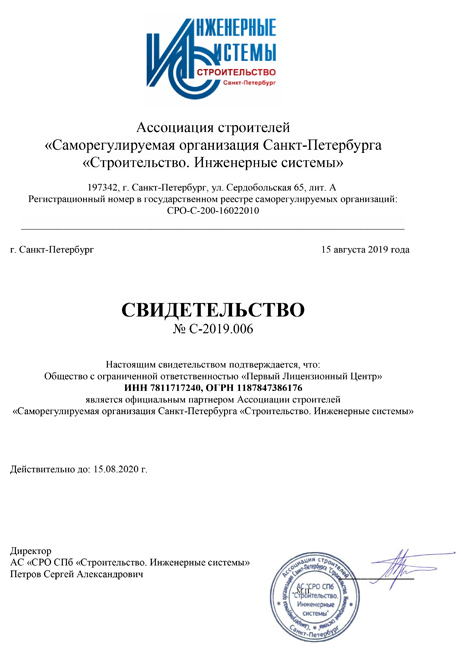 ИНЖЕНЕРНЫЕ
СИСТЕМЫ
СТРОИТЕЛЬСТВО
Санкт-Петербург
Ассоциация строителей
«Саморегулируемая организация Санкт-Петербурга
«Строительство. Инженерные системы»
197342, г. Санкт-Петербург, ул. Сердобольская 65, лит. А
Регистрационный номер в государственном реестре саморегулируемых организаций:
СРО-С-200-16022010
г. Санкт-Петербург 15 августа 2019 года
СВИДЕТЕЛЬСТВО
№ С-2019.006
Настоящим свидетельством подтверждается, что:
Общество с ограниченной ответственностью «Первый Лицензионный Центр»
ИНН 7811717240, ОГРН 1187847386176
является официальным партнером Ассоциации строителей
«Саморегулируемая организация Санкт-Петербурга «Строительство. Инженерные системы»
Действительно до: 15.08.2020 г.
Директор
АС «СРО СПб «Строительство. Инженерные системы»
Петров Сергей Александрович
Ассоциация строителей
АС "СРО СПб
"Строительство.
Инженерные
системы"
Санкт-Петербург